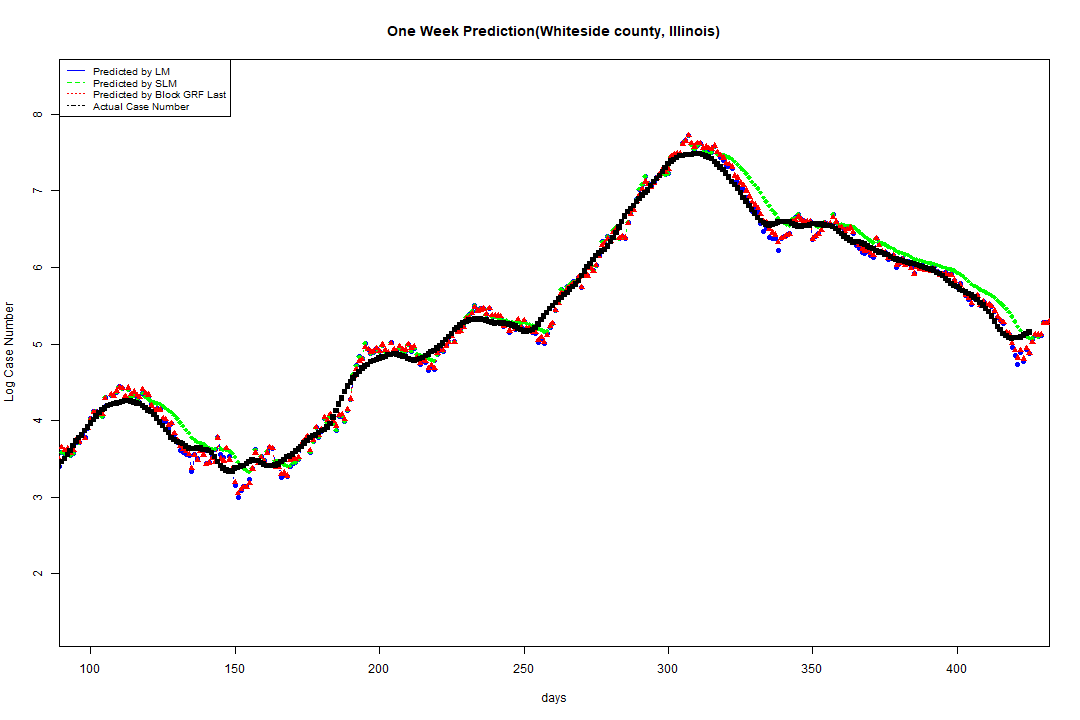 One Week Prediction(Whiteside county, Illinois)
Predicted by LM
Predicted by SLM
Predicted by Block GRF Last
Actual Case Number
Log Case Number
8
7
6
5
4
3
2
100 150 200 250 300 350 400
days